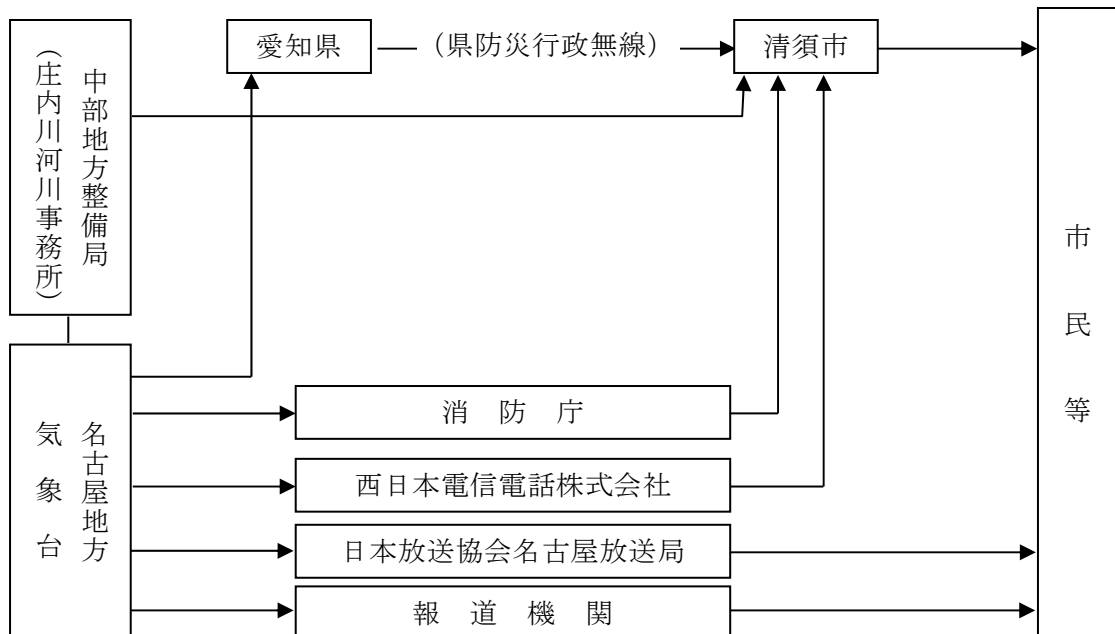 中部地方整備局
（庄内川河川事務所）
愛知県
（県防災行政無線）
清須市
市民等
名古屋地方
気象台
消防庁
西日本電信電話株式会社
日本放送協会名古屋放送局
報道機関